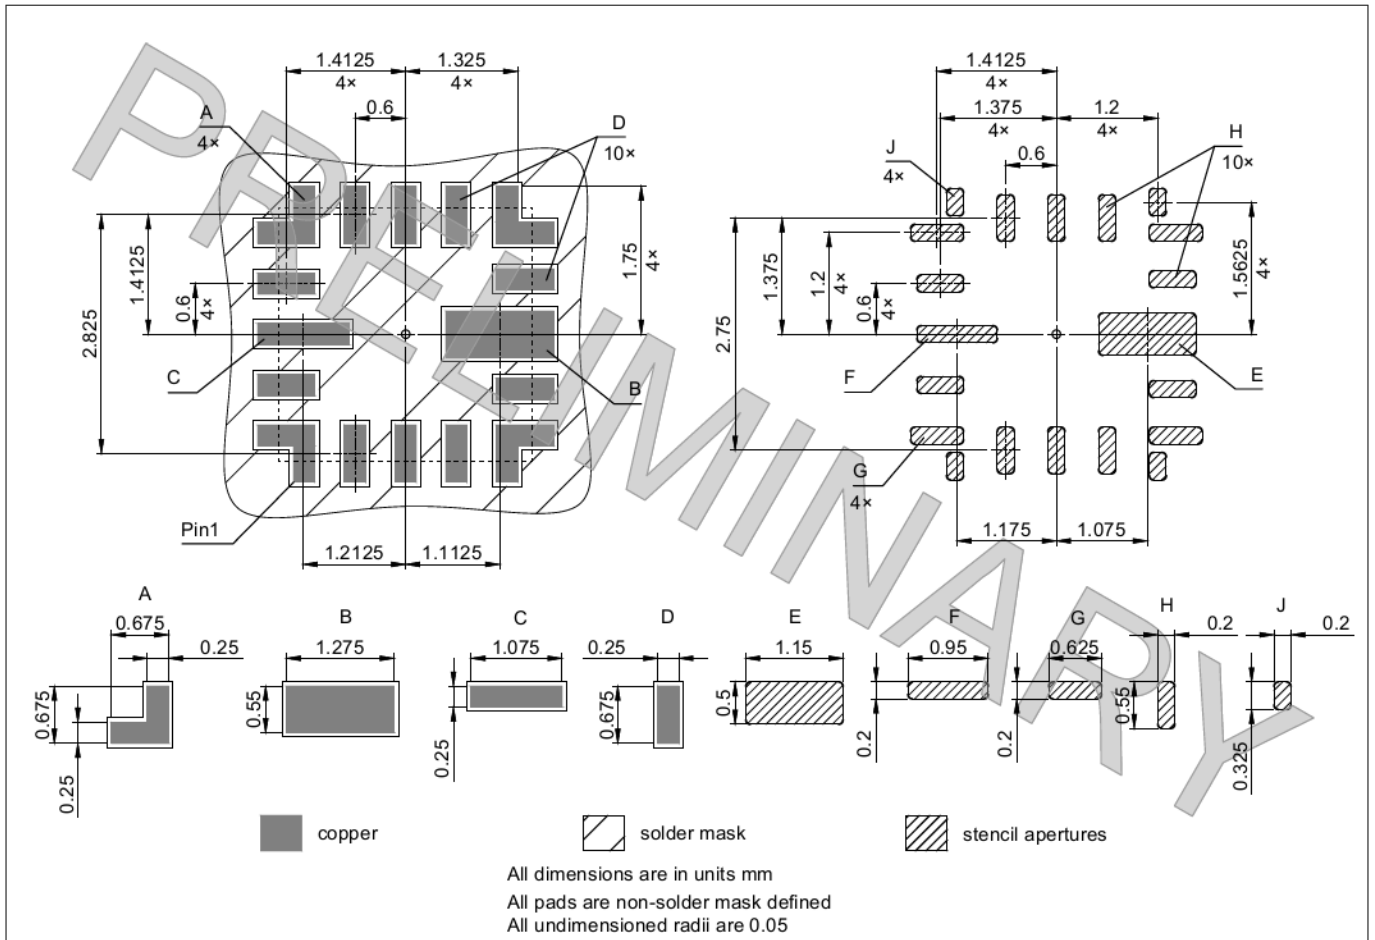 1.4125
4×
1.325
4×
0.6
A
4×
D
10×
2.825
1.4125
0.6
4×
1.75
4×
C
B
Pin1
1.2125
1.1125
1.4125
4×
1.375
4×
1.2
4×
0.6
J
4×
H
10×
2.75
1.375
1.2
4×
0.6
4×
1.5625
4×
F
E
G
4×
1.175
1.075
A
0.675
0.25
0.675
0.25
B
1.275
0.55
C
1.075
0.25
D
0.25
0.675
E
1.15
0.5
F
0.95
0.2
G
0.625
0.2
H
0.2
0.55
J
0.2
0.325
copper
solder mask
stencil apertures
All dimensions are in units mm
All pads are non-solder mask defined
All undimensioned radii are 0.05
PRELIMINARY